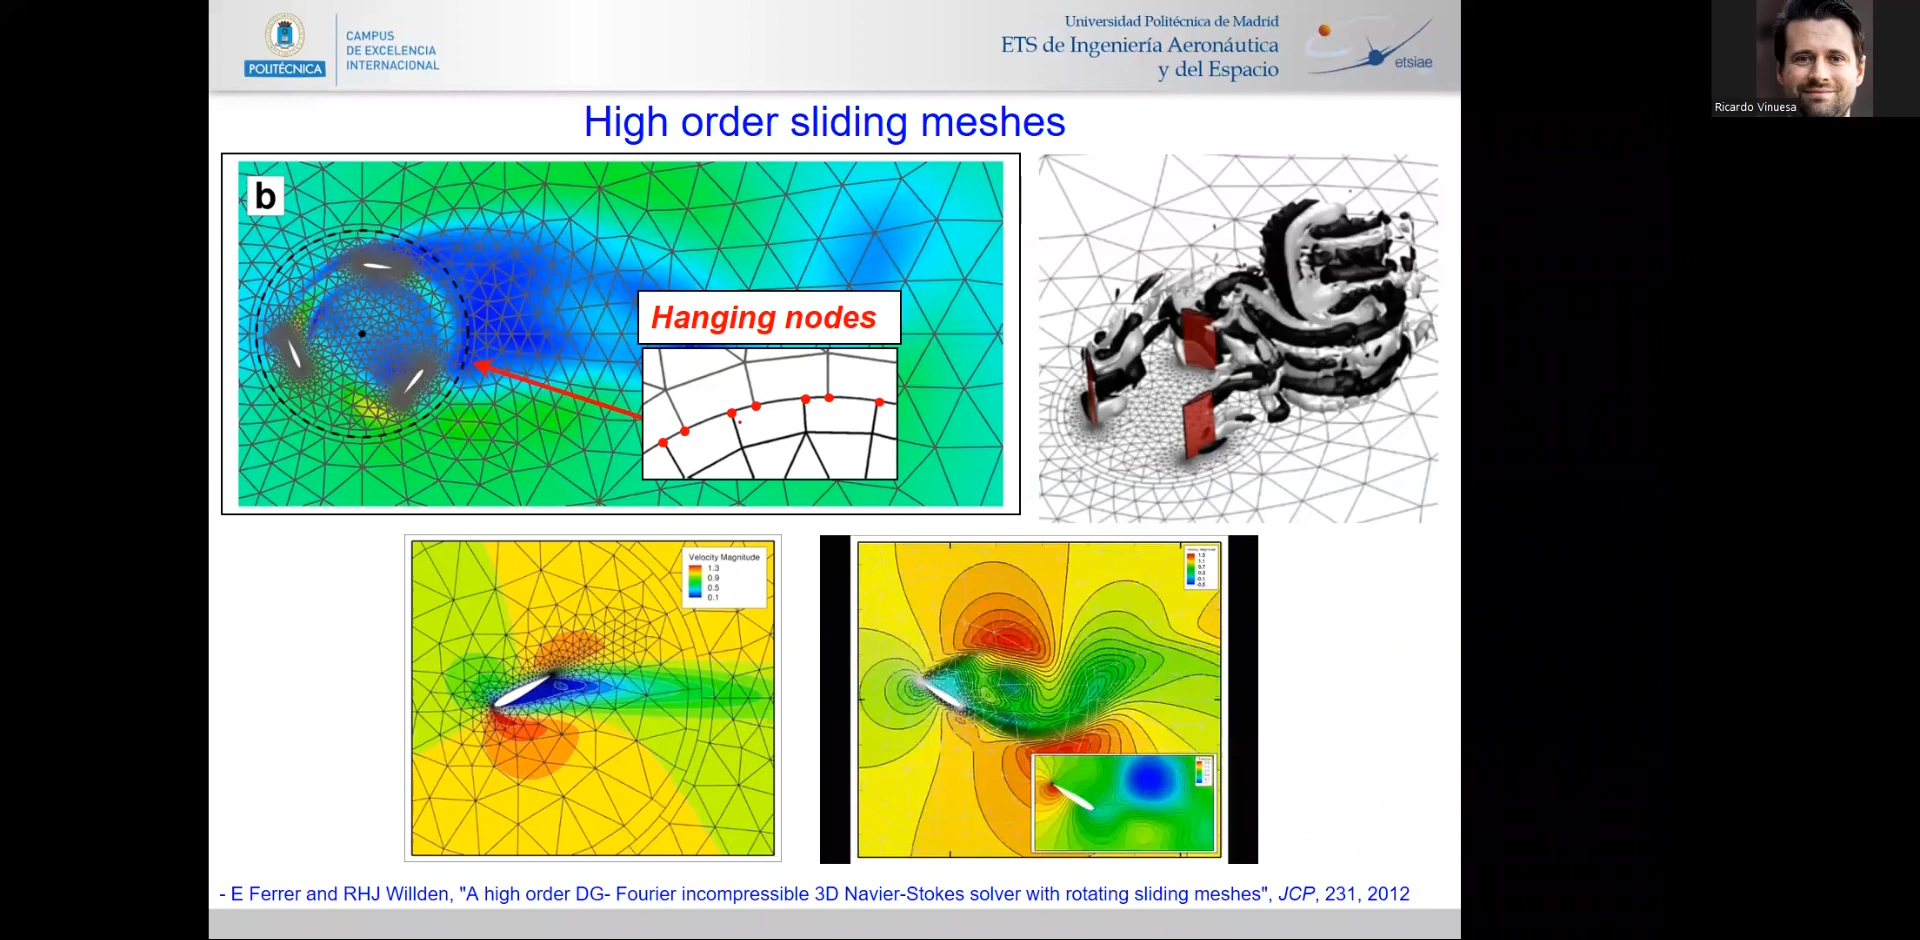 POLITÉCNICA
CAMPUS
DE EXCELENCIA
INTERNACIONAL
Universidad Politécnica de Madrid
ETS de Ingeniería Aeronáutica
y del Espacio
etsiae
Ricardo Vinuesa
High order sliding meshes
b
Hanging nodes
Velocity Magnitude
1.3
0.9
0.5
0.1
- E Ferrer and RHJ Willden, "A high order DG- Fourier incompressible 3D Navier-Stokes solver with rotating sliding meshes", JCP, 231, 2012